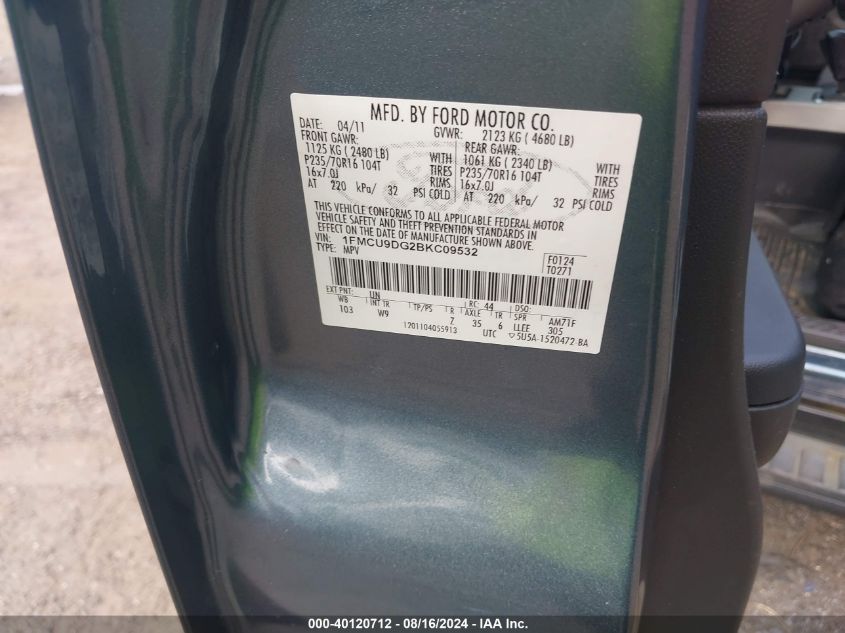 MFD. BY FORD MOTOR CO.
DATE: 04/11 GVWR: 2123 KG ( 4680 LB)
FRONT GAWR: REAR GAWR:
1125 KG ( 2480 LB) WITH 1061 KG ( 2340 LB) WITH
P235/70R16 104T TIRES P235/70R16 104T TIRES
16x7.0J RIMS 16x7.0J RIMS
AT 220 kPa/ 32 PSI COLD AT 220 kPa/ 32 PSI COLD
THIS VEHICLE CONFORMS TO ALL APPLICABLE FEDERAL MOTOR
VEHICLE SAFETY AND THEFT PREVENTION STANDARDS IN
EFFECT ON THE DATE OF MANUFACTURE SHOWN ABOVE.
VIN: 1FMCU9DG2BKC09532
TYPE: MPV
F0124
T0271
EXT PNT: UN RC: 44 DSO:
WB INT TR TP/PS R AXLE TR SPR AM71F
103 W9 7 35 6 LLEE 305
1201104055913 UTC 5U5A-1520472-BA
000-40120712 - 08/16/2024 - IAA Inc.